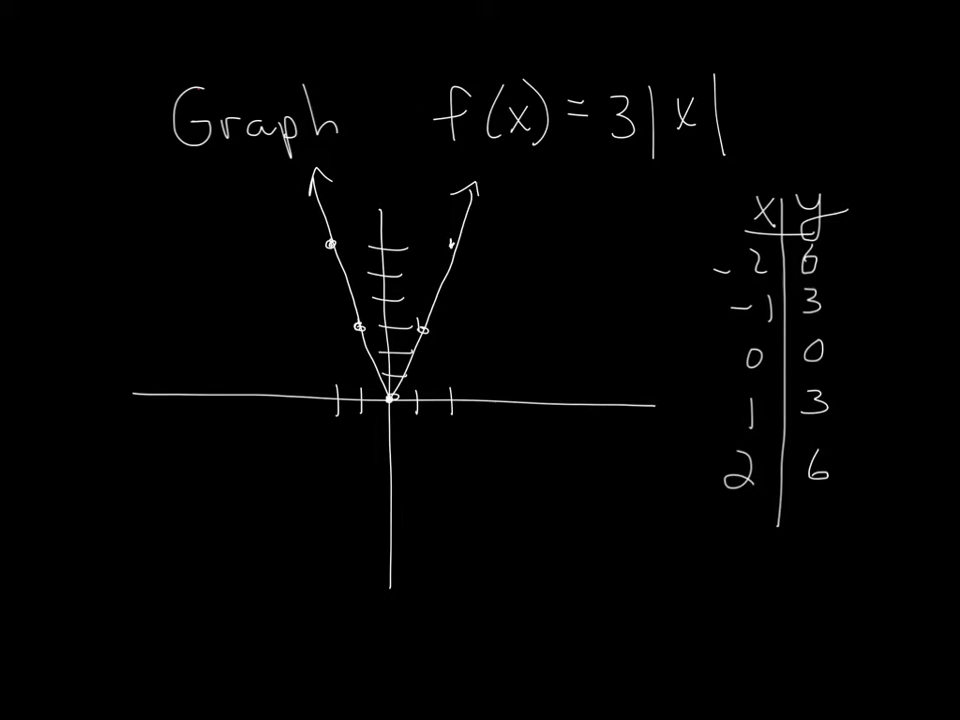 Graph f(x) = 3|x|
x y
-2 6
-1 3
0 0
1 3
2 6